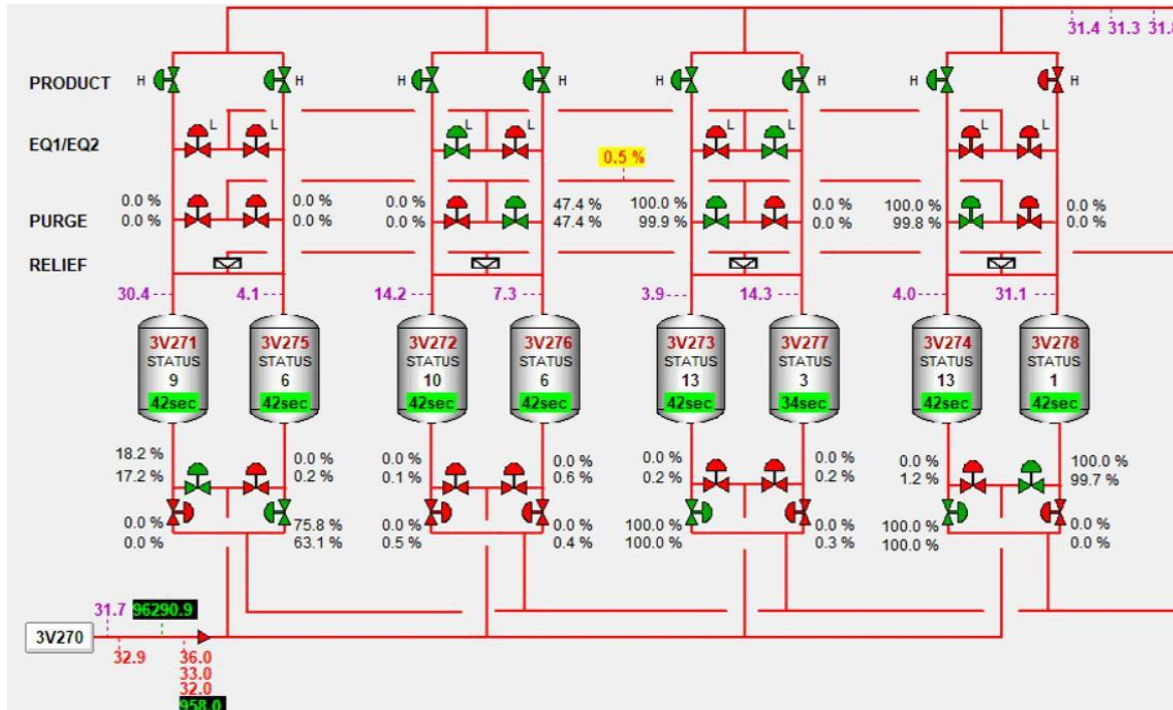 31.4 31.3 31.8
PRODUCT H H H H H H H H
EQ1/EQ2 L L L L
0.5 %
0.0 % 0.0 % 0.0 % 47.4 % 100.0 % 0.0 % 100.0 % 0.0 %
PURGE 0.0 % 0.0 % 0.0 % 47.4 % 99.9 % 0.0 % 99.8 % 0.0 %
RELIEF
30.4 4.1 14.2 7.3 3.9 14.3 4.0 31.1
3V271 3V275 3V272 3V276 3V273 3V277 3V274 3V278
STATUS STATUS STATUS STATUS STATUS STATUS STATUS STATUS
9 6 10 6 13 3 13 1
42sec 42sec 42sec 42sec 42sec 34sec 42sec 42sec
18.2 % 0.0 % 0.0 % 0.0 % 0.0 % 0.0 % 0.0 % 100.0 %
17.2 % 0.2 % 0.1 % 0.6 % 0.2 % 0.2 % 1.2 % 99.7 %
0.0 % 75.8 % 0.0 % 0.0 % 100.0 % 0.0 % 100.0 % 0.0 %
0.0 % 63.1 % 0.5 % 0.4 % 100.0 % 0.3 % 100.0 % 0.0 %
31.7 96290.9
3V270
32.9 36.0
33.0
32.0
958.0